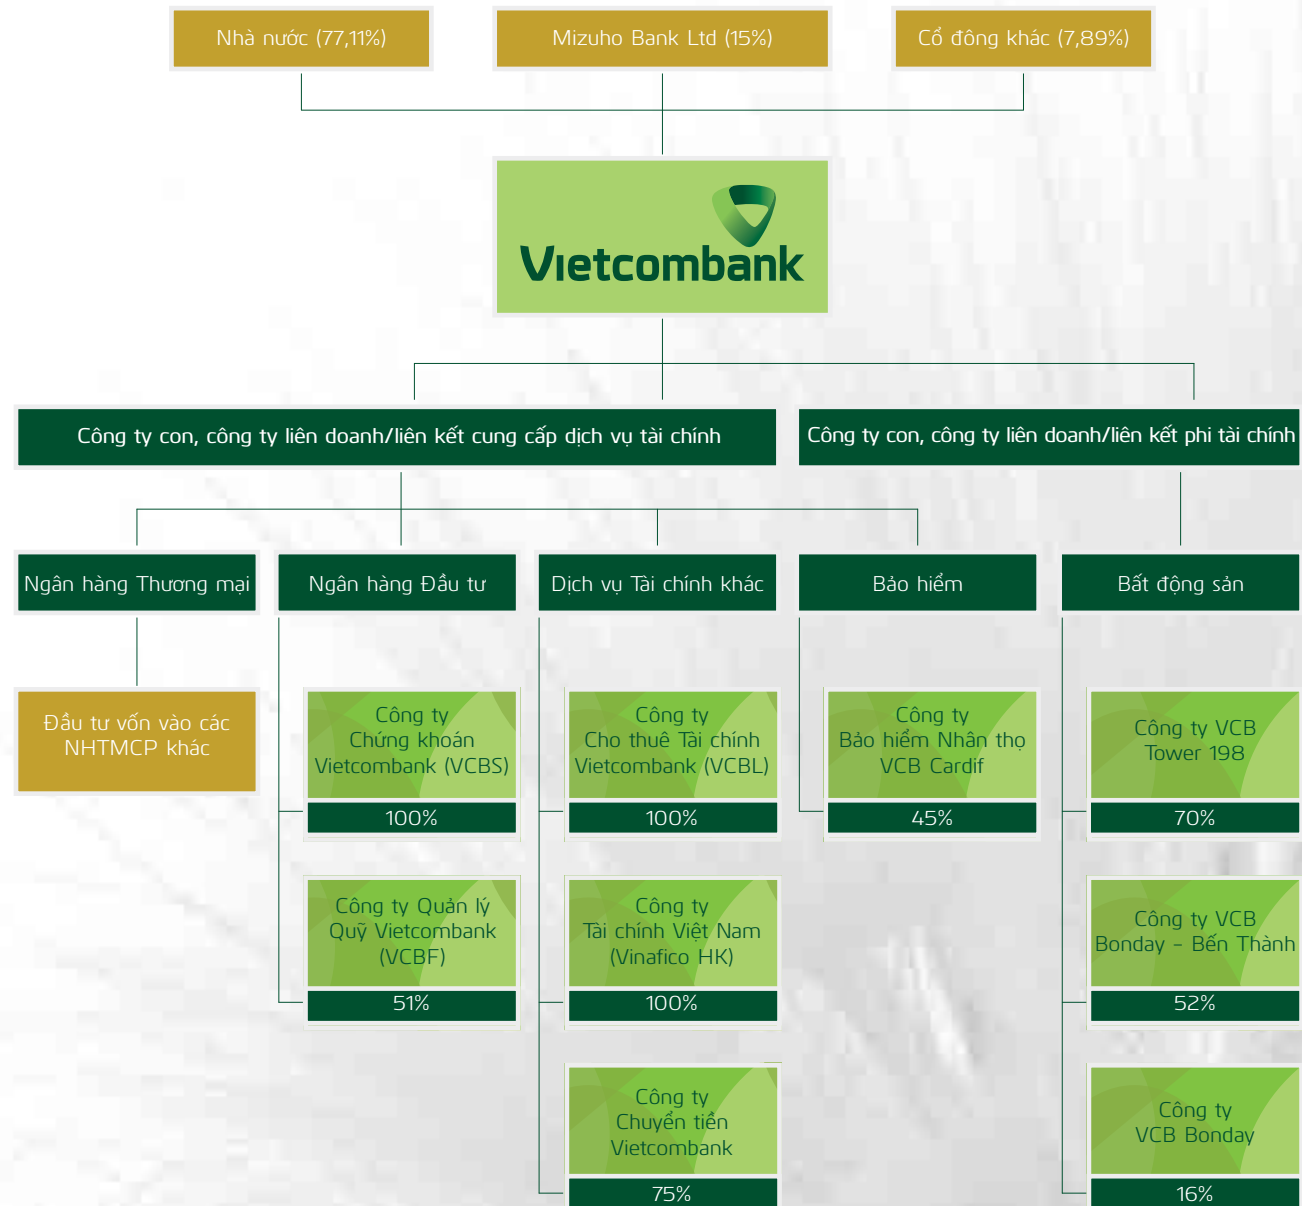 Nhà nước (77,11%)
Mizuho Bank Ltd (15%)
Cổ đông khác (7,89%)
Vietcombank
Công ty con, công ty liên doanh/liên kết cung cấp dịch vụ tài chính
Công ty con, công ty liên doanh/liên kết phi tài chính
Ngân hàng Thương mại
Ngân hàng Đầu tư
Dịch vụ Tài chính khác
Bảo hiểm
Bất động sản
Đầu tư vốn vào các
NHTMCP khác
Công ty
Chứng khoán
Vietcombank (VCBS)
100%
Công ty
Cho thuê Tài chính
Vietcombank (VCBL)
100%
Công ty
Bảo hiểm Nhân thọ
VCB Cardif
45%
Công ty VCB
Tower 198
70%
Công ty Quản lý
Quỹ Vietcombank
(VCBF)
51%
Công ty
Tài chính Việt Nam
(Vinafico HK)
100%
Công ty VCB
Bonday – Bến Thành
52%
Công ty
Chuyển tiền
Vietcombank
75%
Công ty
VCB Bonday
16%